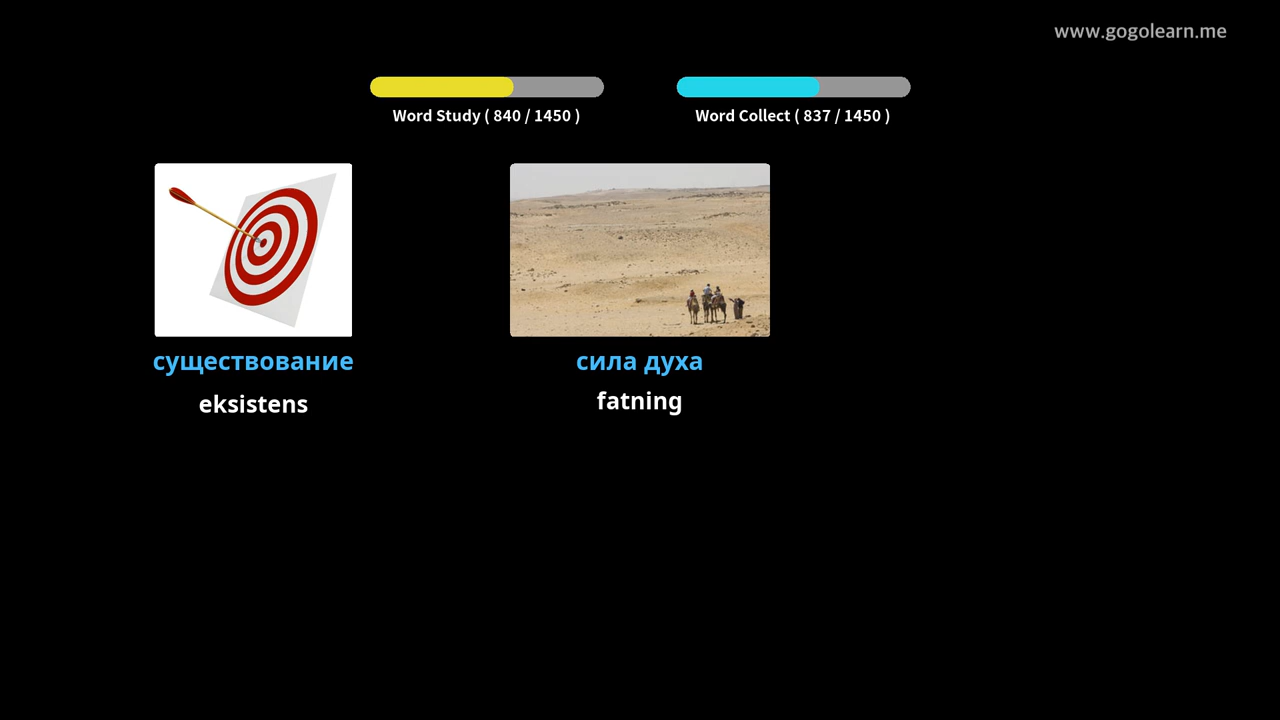 www.gogolearn.me
Word Study ( 840 / 1450 )
Word Collect ( 837 / 1450 )
существование
eksistens
сила духа
fatning